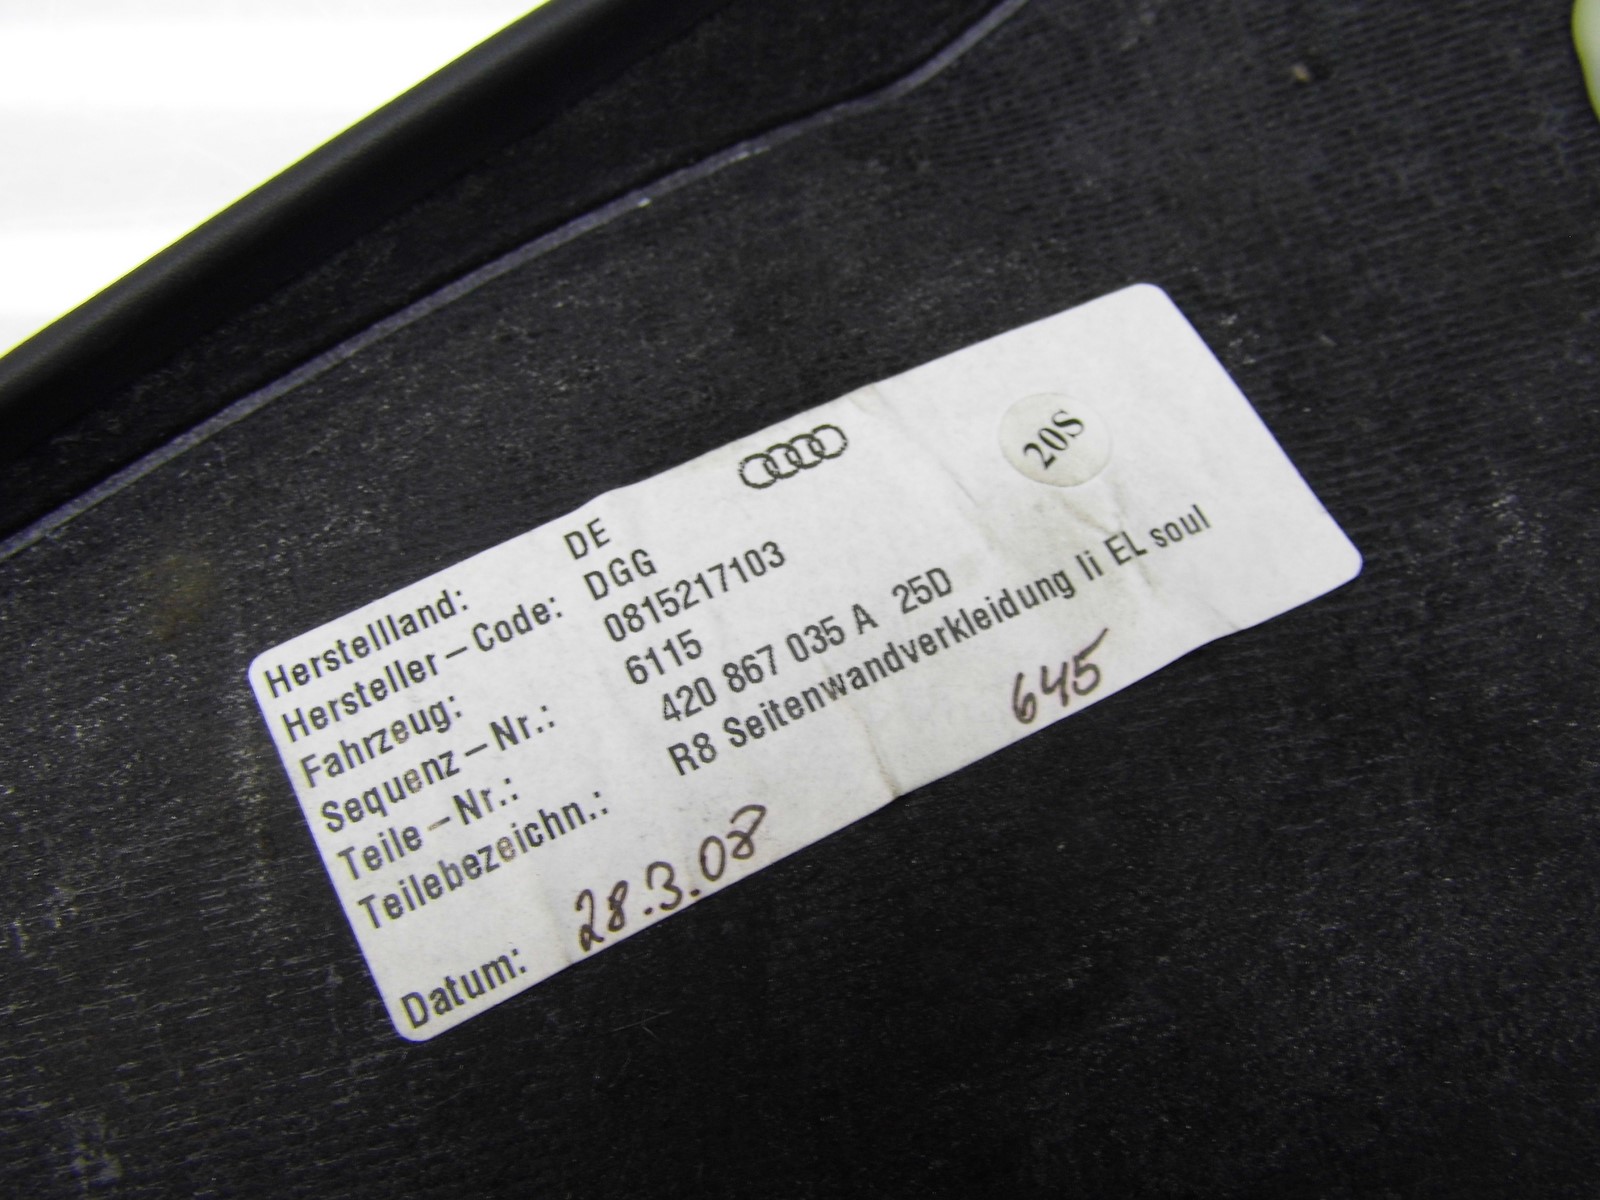 20S
Herstellland: DE
Hersteller-Code: DGG
Fahrzeug: 0815217103
Sequenz-Nr.: 6115
Teile-Nr.: 420 867 035 A 25D
Teilebezeichn.: R8 Seitenwandverkleidung li EL soul
645
Datum: 28.3.08